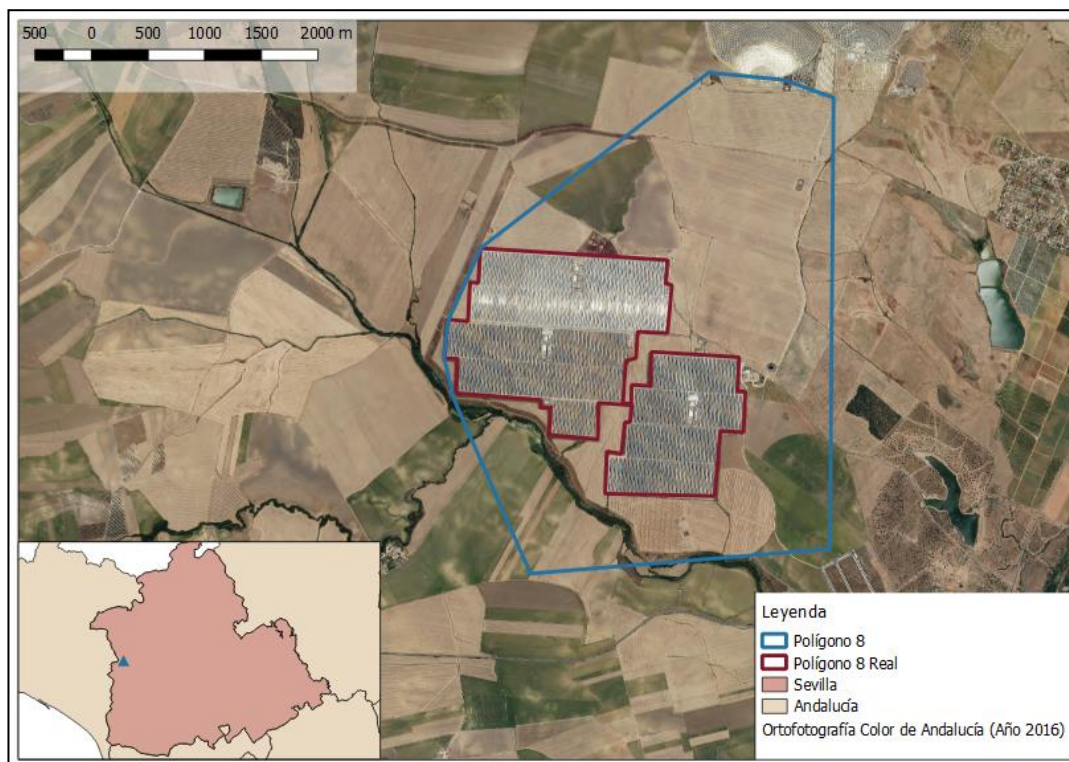 500 0 500 1000 1500 2000 m
Leyenda
Polígono 8
Polígono 8 Real
Sevilla
Andalucía
Ortofotografía Color de Andalucía (Año 2016)